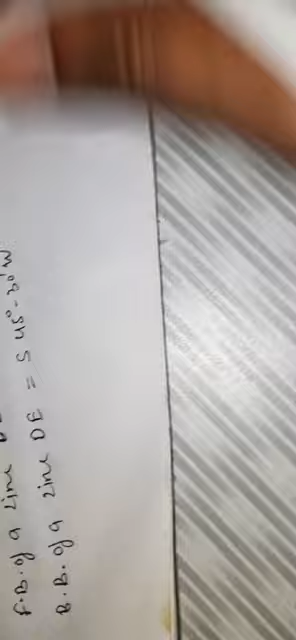 F.B. of a Line D
B.B. of a Line DE = S 45°-30' W